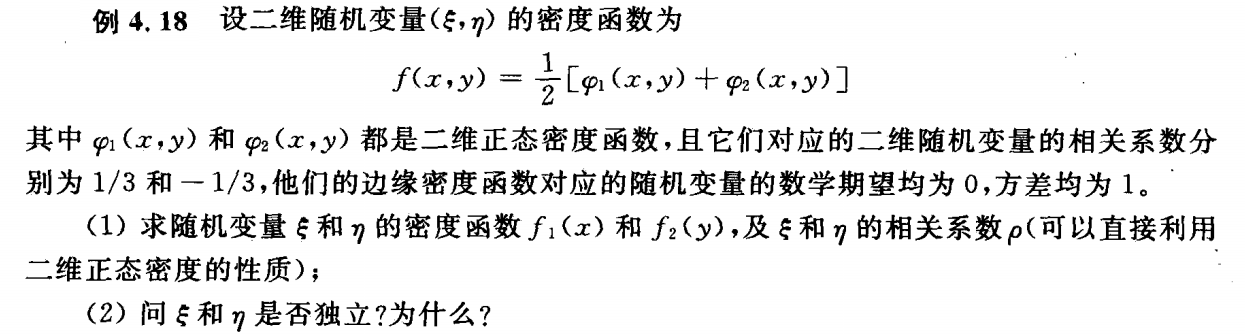 例 4.18 设二维随机变量(ξ,η)的密度函数为
f(x,y) = 1/2[φ₁(x,y)+φ₂(x,y)]
其中 φ₁(x,y) 和 φ₂(x,y) 都是二维正态密度函数,且它们对应的二维随机变量的相关系数分
别为 1/3 和 −1/3,他们的边缘密度函数对应的随机变量的数学期望均为 0,方差均为 1。
(1) 求随机变量 ξ 和 η 的密度函数 f₁(x) 和 f₂(y),及 ξ 和 η 的相关系数 ρ(可以直接利用
二维正态密度的性质);
(2) 问 ξ 和 η 是否独立?为什么?